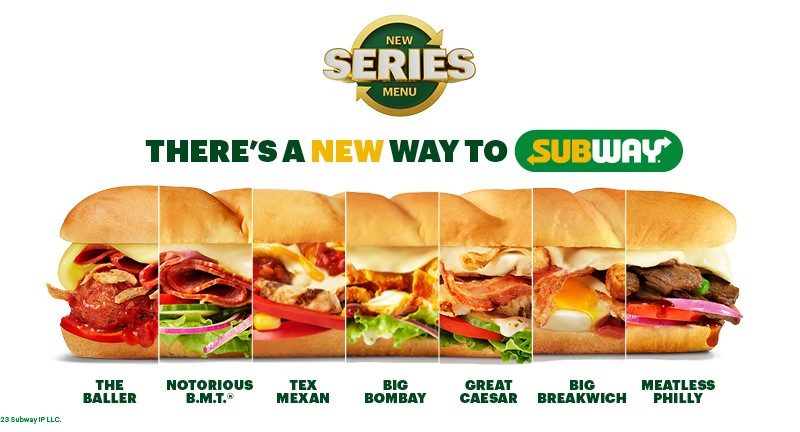 NEW
SERIES
MENU
THERE'S A NEW WAY TO SUBWAY
THE
BALLER
NOTORIOUS
B.M.T.®
TEX
MEXAN
BIG
BOMBAY
GREAT
CAESAR
BIG
BREAKWICH
MEATLESS
PHILLY
23 Subway IP LLC.